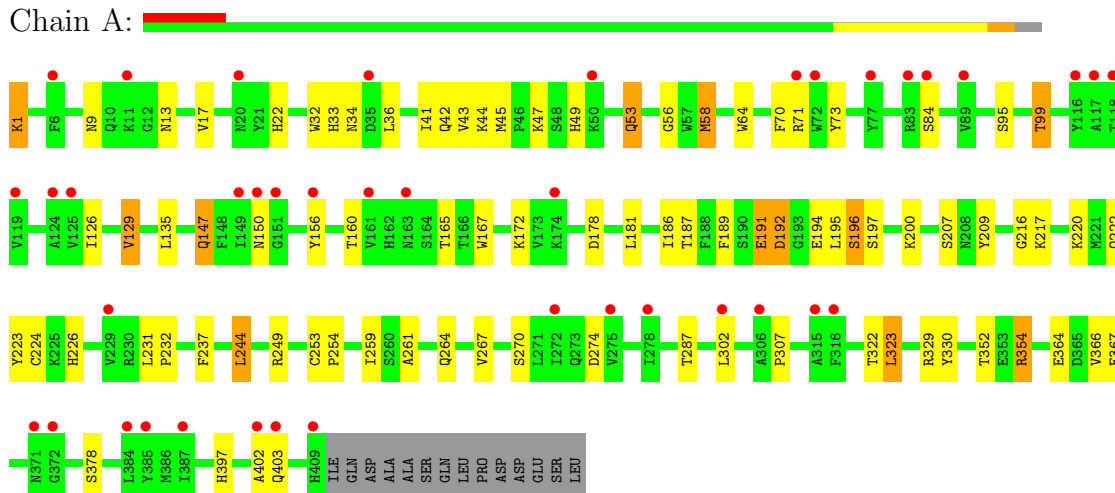 Chain A:
K1 F6 N9 Q10 K11 G12 N13 V17 N20 Y21 H22 W32 H33 N34 D35 L36 I41 Q42 V43 K44 M45 P46 K47 S48 H49 K50 Q53 G56 W57 M58 W64 F70 R71 W72 Y73 Y77 R83 S84 V89 S95 T99 Y116 A117 T118
V119 A124 V125 I126 V129 L135 Q147 F148 I149 N150 G151 Y156 T160 V161 H162 N163 S164 T165 T166 W167 K172 V173 K174 D178 L181 I186 T187 F188 F189 S190 E191 D192 G193 E194 L195 S196 S197 K200 S207 N208 Y209 G216 K217 K220 M221
Y223 C224 K225 H226 V229 R230 L231 P232 F237 L244 R249 C253 P254 I259 S260 A261 Q264 V267 S270 L271 I272 Q273 D274 V275 I278 T287 L302 A306 P307 A315 F316 T322 L323 R329 Y330 T352 E353 R354 E364 D365 V366
N371 G372 S378 L384 Y385 M386 I387 H397 A402 Q403 H409 ILE GLN ASP ALA ALA SER GLN LEU PRO ASP ASP GLU SER LEU